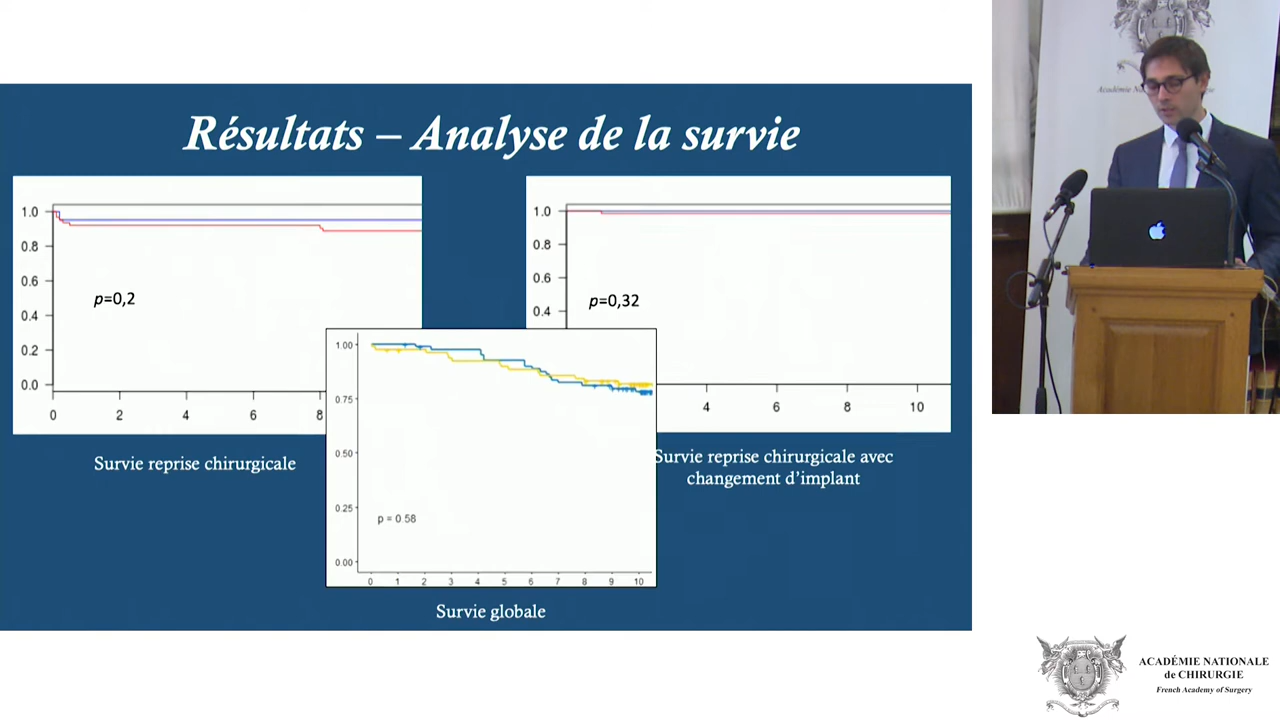 Résultats – Analyse de la survie
1.0
0.8
0.6
0.4
0.2
0.0
p=0,2
0
2
4
6
8
Survie reprise chirurgicale
1.0
0.8
0.6
0.4
p=0,32
4
6
8
10
Survie reprise chirurgicale avec
changement d'implant
1.00
0.75
0.50
0.25
0.00
p = 0.58
0 1 2 3 4 5 6 7 8 9 10
Survie globale
ACADÉMIE NATIONALE
de CHIRURGIE
French Academy of Surgery